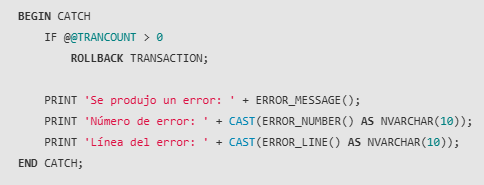 BEGIN CATCH
    IF @@TRANCOUNT > 0
        ROLLBACK TRANSACTION;

    PRINT 'Se produjo un error: ' + ERROR_MESSAGE();
    PRINT 'Número de error: ' + CAST(ERROR_NUMBER() AS NVARCHAR(10));
    PRINT 'Línea del error: ' + CAST(ERROR_LINE() AS NVARCHAR(10));
END CATCH;